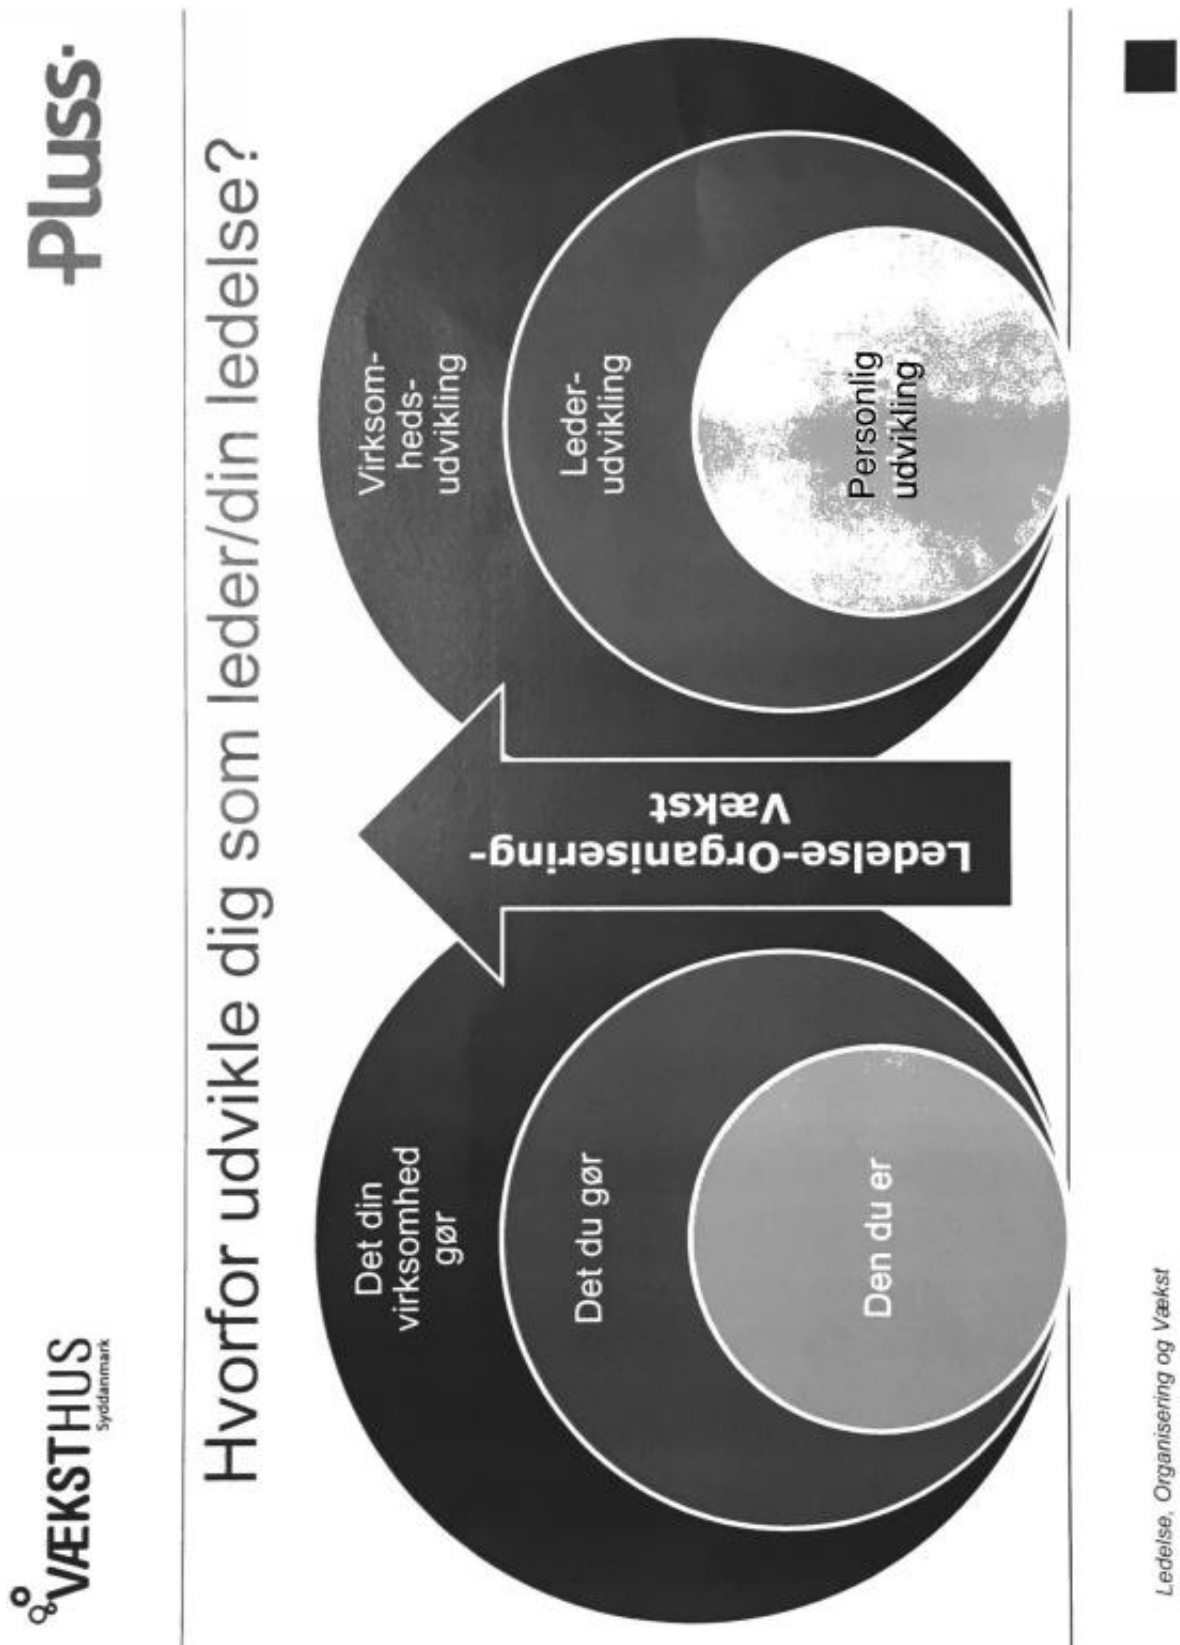 VÆKSTHUS
Syddanmark
Pluss
Hvorfor udvikle dig som leder/din ledelse?
Det din
virksomhed
gør
Det du gør
Den du er
Ledelse-Organisering-
Vækst
Virksom-
heds-
udvikling
Leder-
udvikling
Personlig
udvikling
Ledelse, Organisering og Vækst